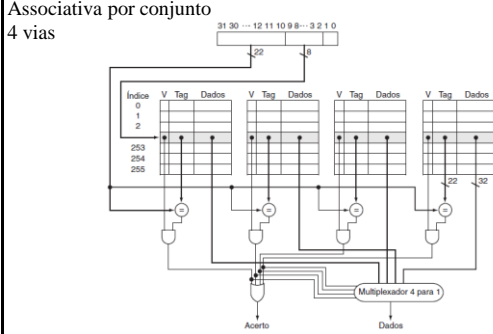 Associativa por conjunto
4 vias
31 30 ··· 12 11 10 9 8 ··· 3 2 1 0
22 8
Índice V Tag Dados V Tag Dados V Tag Dados V Tag Dados
0
1
2
253
254
255
22 32
= = = =
Multiplexador 4 para 1
Acerto Dados